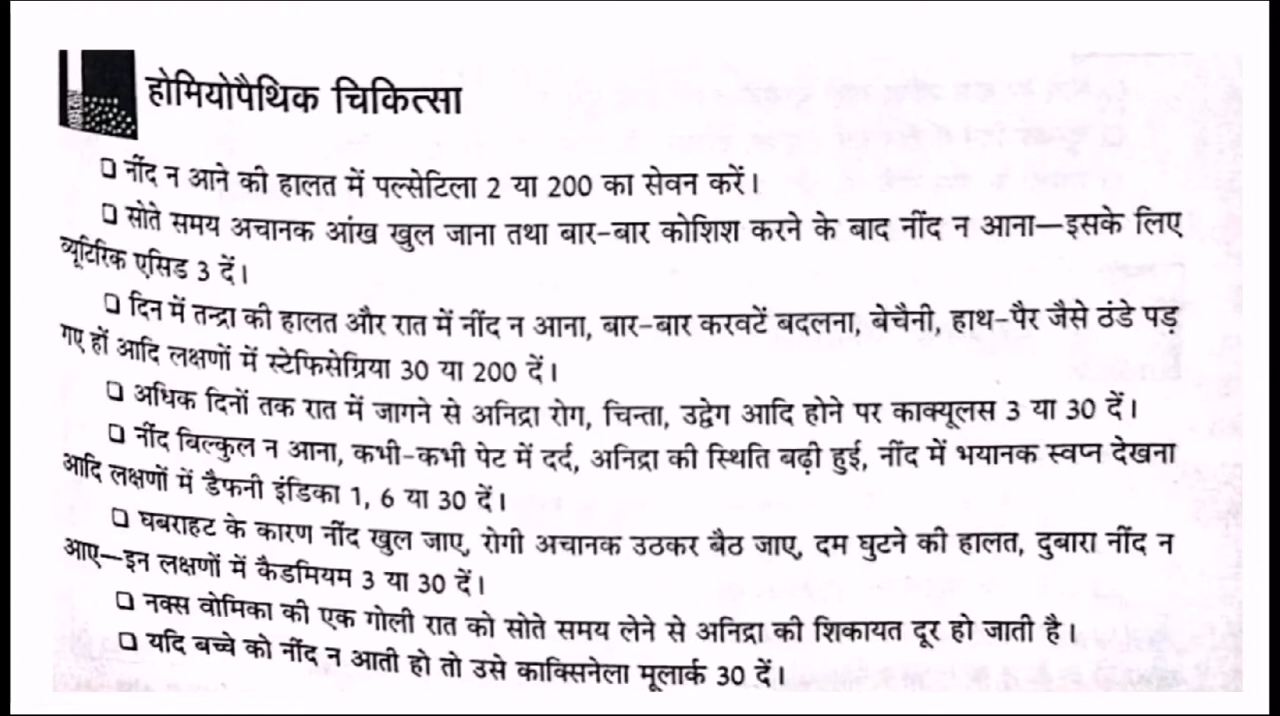 होमियोपैथिक चिकित्सा
❑ नींद न आने की हालत में पल्सेटिला 2 या 200 का सेवन करें।
❑ सोते समय अचानक आंख खुल जाना तथा बार-बार कोशिश करने के बाद नींद न आना—इसके लिए
ब्यूटिरिक एसिड 3 दें।
❑ दिन में तन्द्रा की हालत और रात में नींद न आना, बार-बार करवटें बदलना, बेचैनी, हाथ-पैर जैसे ठंडे पड़
गए हों आदि लक्षणों में स्टेफिसेग्रिया 30 या 200 दें।
❑ अधिक दिनों तक रात में जागने से अनिद्रा रोग, चिन्ता, उद्वेग आदि होने पर काक्यूलस 3 या 30 दें।
❑ नींद बिल्कुल न आना, कभी-कभी पेट में दर्द, अनिद्रा की स्थिति बढ़ी हुई, नींद में भयानक स्वप्न देखना
आदि लक्षणों में डैफनी इंडिका 1, 6 या 30 दें।
❑ घबराहट के कारण नींद खुल जाए, रोगी अचानक उठकर बैठ जाए, दम घुटने की हालत, दुबारा नींद न
आए—इन लक्षणों में कैडमियम 3 या 30 दें।
❑ नक्स वोमिका की एक गोली रात को सोते समय लेने से अनिद्रा की शिकायत दूर हो जाती है।
❑ यदि बच्चे को नींद न आती हो तो उसे काक्सिनेला मूलार्क 30 दें।